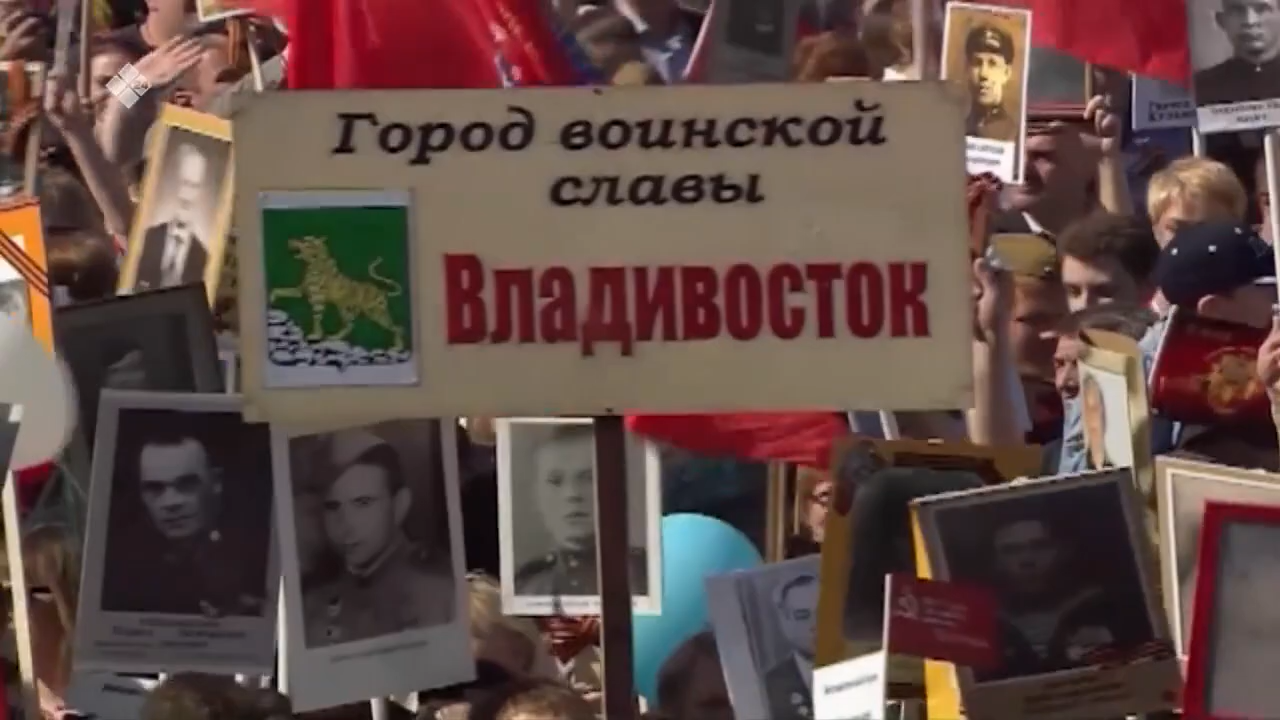 Город воинской
славы
Владивосток